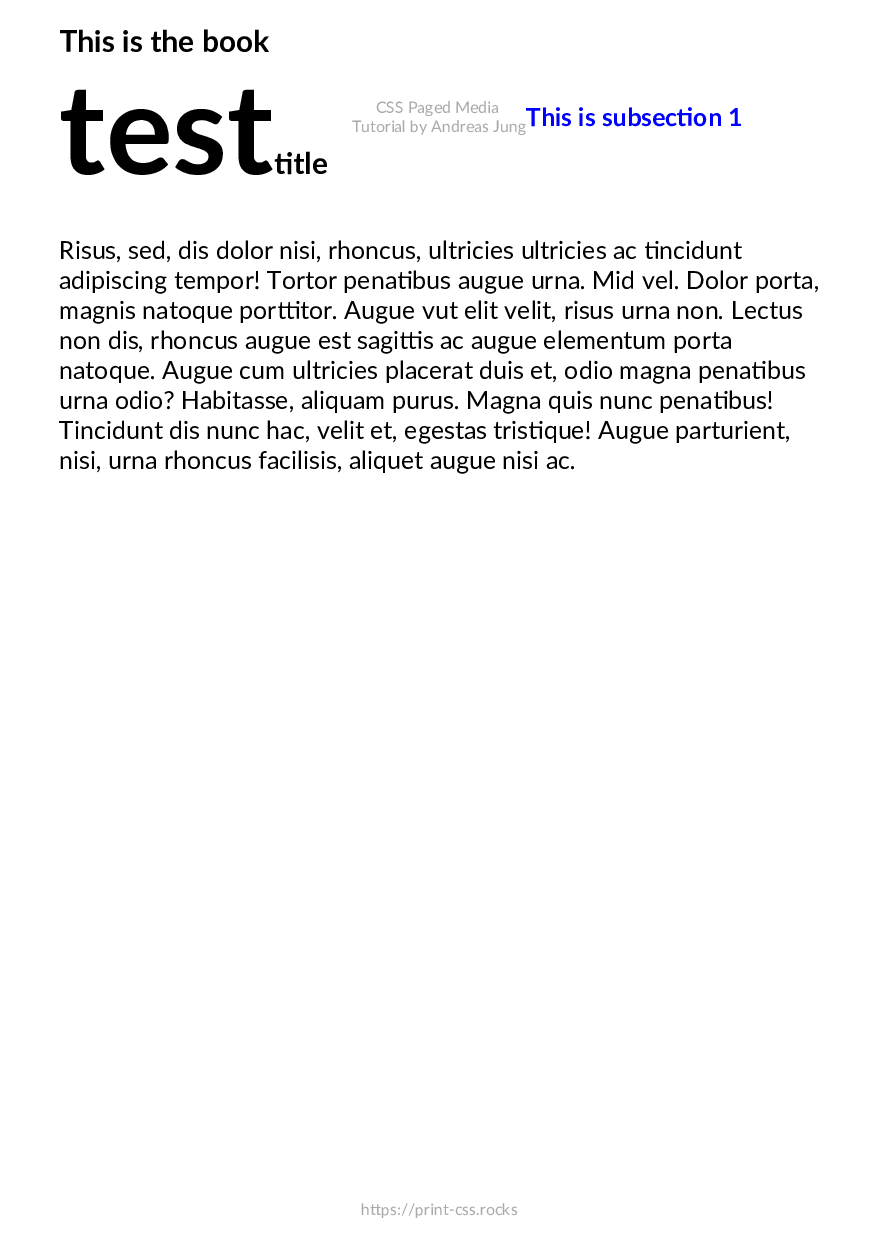 This is the book
testtitle
CSS Paged Media
Tutorial by Andreas Jung
This is subsection 1
Risus, sed, dis dolor nisi, rhoncus, ultricies ultricies ac tincidunt
adipiscing tempor! Tortor penatibus augue urna. Mid vel. Dolor porta,
magnis natoque porttitor. Augue vut elit velit, risus urna non. Lectus
non dis, rhoncus augue est sagittis ac augue elementum porta
natoque. Augue cum ultricies placerat duis et, odio magna penatibus
urna odio? Habitasse, aliquam purus. Magna quis nunc penatibus!
Tincidunt dis nunc hac, velit et, egestas tristique! Augue parturient,
nisi, urna rhoncus facilisis, aliquet augue nisi ac.
https://print-css.rocks